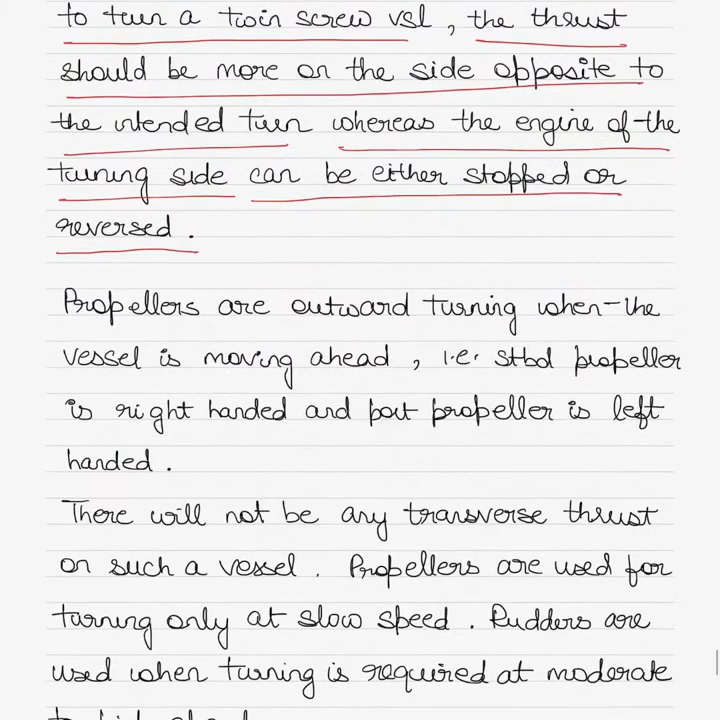 to turn a twin screw vsl, the thrust
should be more on the side opposite to
the intended turn whereas the engine of the
turning side can be either stopped or
reversed.
Propellers are outward turning when the
vessel is moving ahead, i.e. stbd propeller
is right handed and port propeller is left
handed.
There will not be any transverse thrust
on such a vessel. Propellers are used for
turning only at slow speed. Rudders are
used when turning is required at moderate